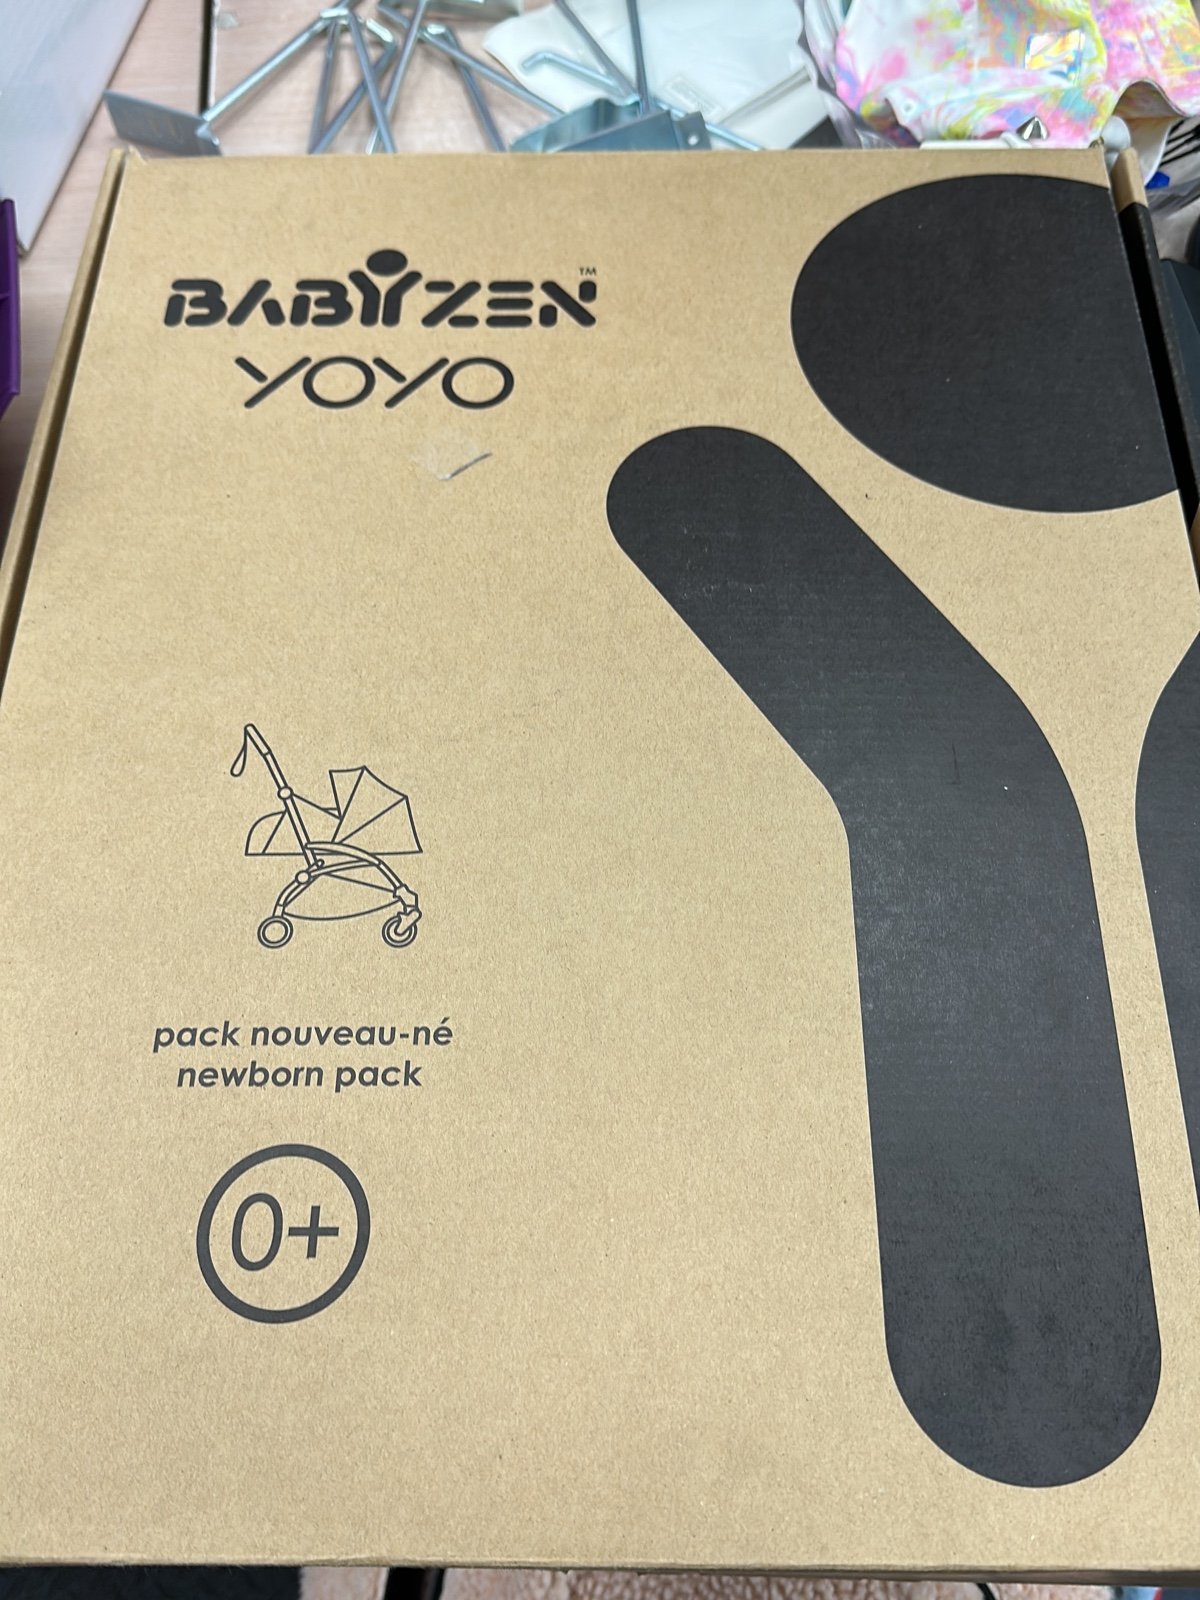 BABYZEN™
YOYO
pack nouveau-né
newborn pack
0+